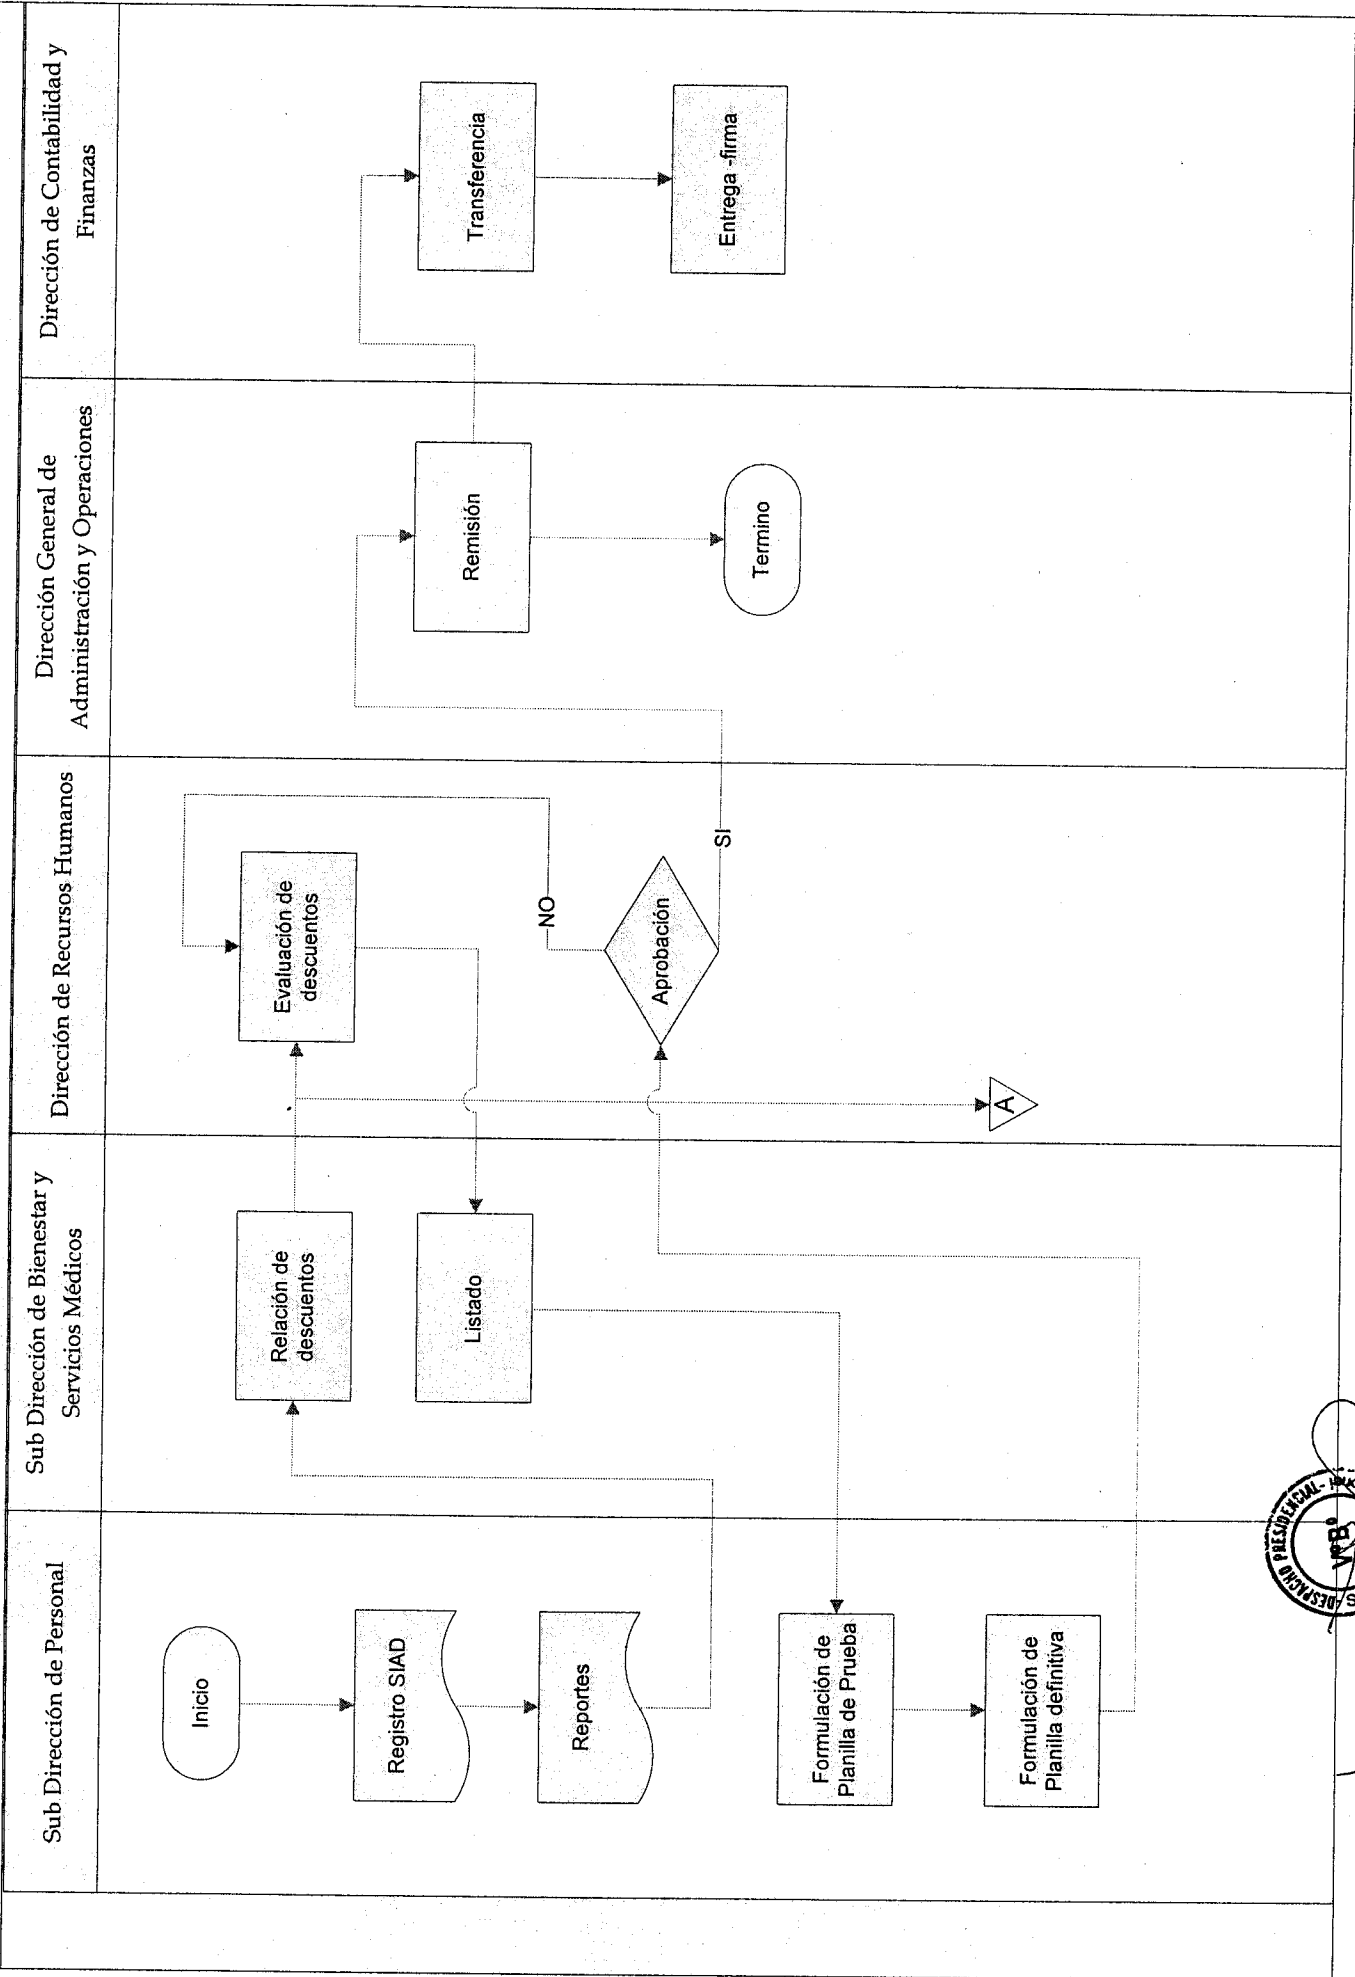 Sub Dirección de Personal
Sub Dirección de Bienestar y
Servicios Médicos
Dirección de Recursos Humanos
Dirección General de
Administración y Operaciones
Dirección de Contabilidad y
Finanzas
Inicio
Registro SIAD
Reportes
Formulación de
Planilla de Prueba
Formulación de
Planilla definitiva
Relación de
descuentos
Listado
Evaluación de
descuentos
NO
Aprobación
SI
A
Remisión
Termino
Transferencia
Entrega -firma
DESPACHO PRESIDENCIAL
VºBº